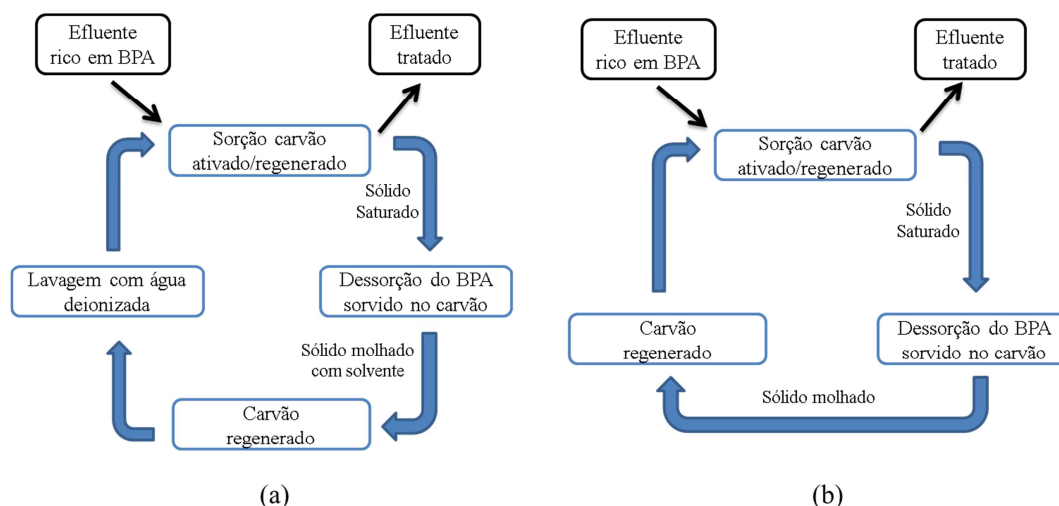 Efluente
rico em BPA
Efluente
tratado
Sorção carvão
ativado/regenerado
Sólido
Saturado
Lavagem com água
deionizada
Dessorção do BPA
sorvido no carvão
Sólido molhado
com solvente
Carvão
regenerado
(a)
Efluente
rico em BPA
Efluente
tratado
Sorção carvão
ativado/regenerado
Sólido
Saturado
Carvão
regenerado
Dessorção do BPA
sorvido no carvão
Sólido molhado
(b)